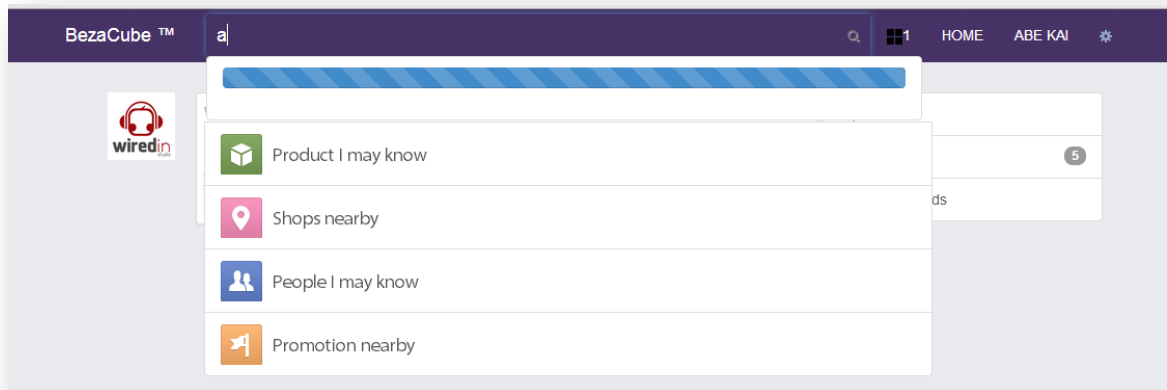 BezaCube ™ a 1 HOME ABE KAI
wiredin
Product I may know
5
Shops nearby
ds
People I may know
Promotion nearby